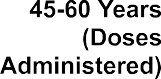 45-60 Years
(Doses
Administered)